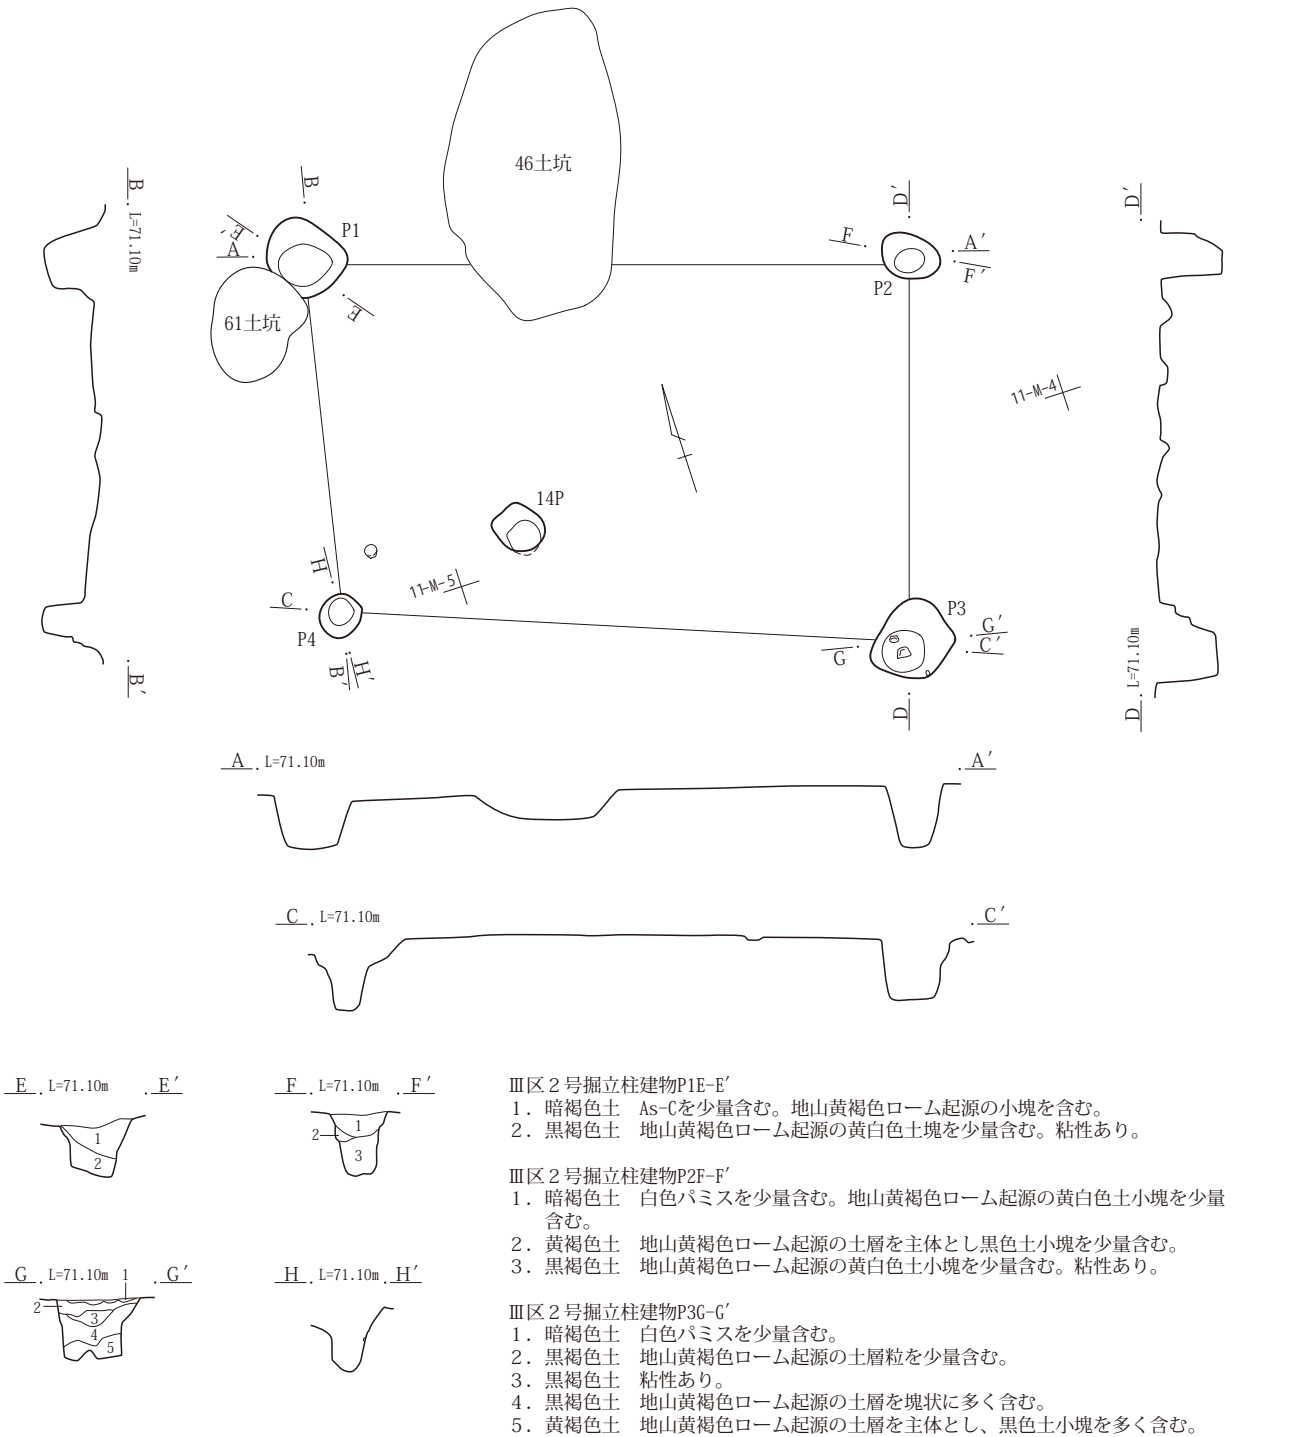 46土坑
B
B
L=71.10m
D′
D′
E′
A
P1
F
A′
F′
P2
E
61土坑
11-M-4
14P
H
11-M-5
C
P4
P3
G′
C′
G
B′
H′
B′
D
D L=71.10m
A L=71.10m
A′
C L=71.10m
C′
E L=71.10m E′
F L=71.10m F′
1
2
1
2
3
G L=71.10m 1 G′
H L=71.10m H′
2
3
4
5
Ⅲ区２号掘立柱建物P1E-E′
１．暗褐色土　As-Cを少量含む。地山黄褐色ローム起源の小塊を含む。
２．黒褐色土　地山黄褐色ローム起源の黄白色土塊を少量含む。粘性あり。
Ⅲ区２号掘立柱建物P2F-F′
１．暗褐色土　白色パミスを少量含む。地山黄褐色ローム起源の黄白色土小塊を少量
含む。
２．黄褐色土　地山黄褐色ローム起源の土層を主体とし黒色土小塊を少量含む。
３．黒褐色土　地山黄褐色ローム起源の黄白色土小塊を少量含む。粘性あり。
Ⅲ区２号掘立柱建物P3G-G′
１．暗褐色土　白色パミスを少量含む。
２．黒褐色土　地山黄褐色ローム起源の土層粒を少量含む。
３．黒褐色土　粘性あり。
４．黒褐色土　地山黄褐色ローム起源の土層を塊状に多く含む。
５．黄褐色土　地山黄褐色ローム起源の土層を主体とし、黒色土小塊を多く含む。